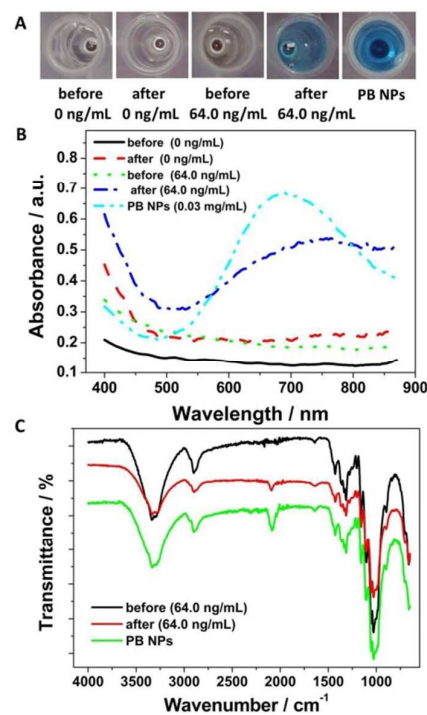 A
before after before after PB NPs
0 ng/mL 0 ng/mL 64.0 ng/mL 64.0 ng/mL
B
before (0 ng/mL)
after (0 ng/mL)
before (64.0 ng/mL)
after (64.0 ng/mL)
PB NPs (0.03 mg/mL)
Absorbance / a.u.
0.8
0.7
0.6
0.5
0.4
0.3
0.2
0.1
400 500 600 700 800 900
Wavelength / nm
C
Transmittance / %
before (64.0 ng/mL)
after (64.0 ng/mL)
PB NPs
4000 3500 3000 2500 2000 1500 1000
Wavenumber / cm-1